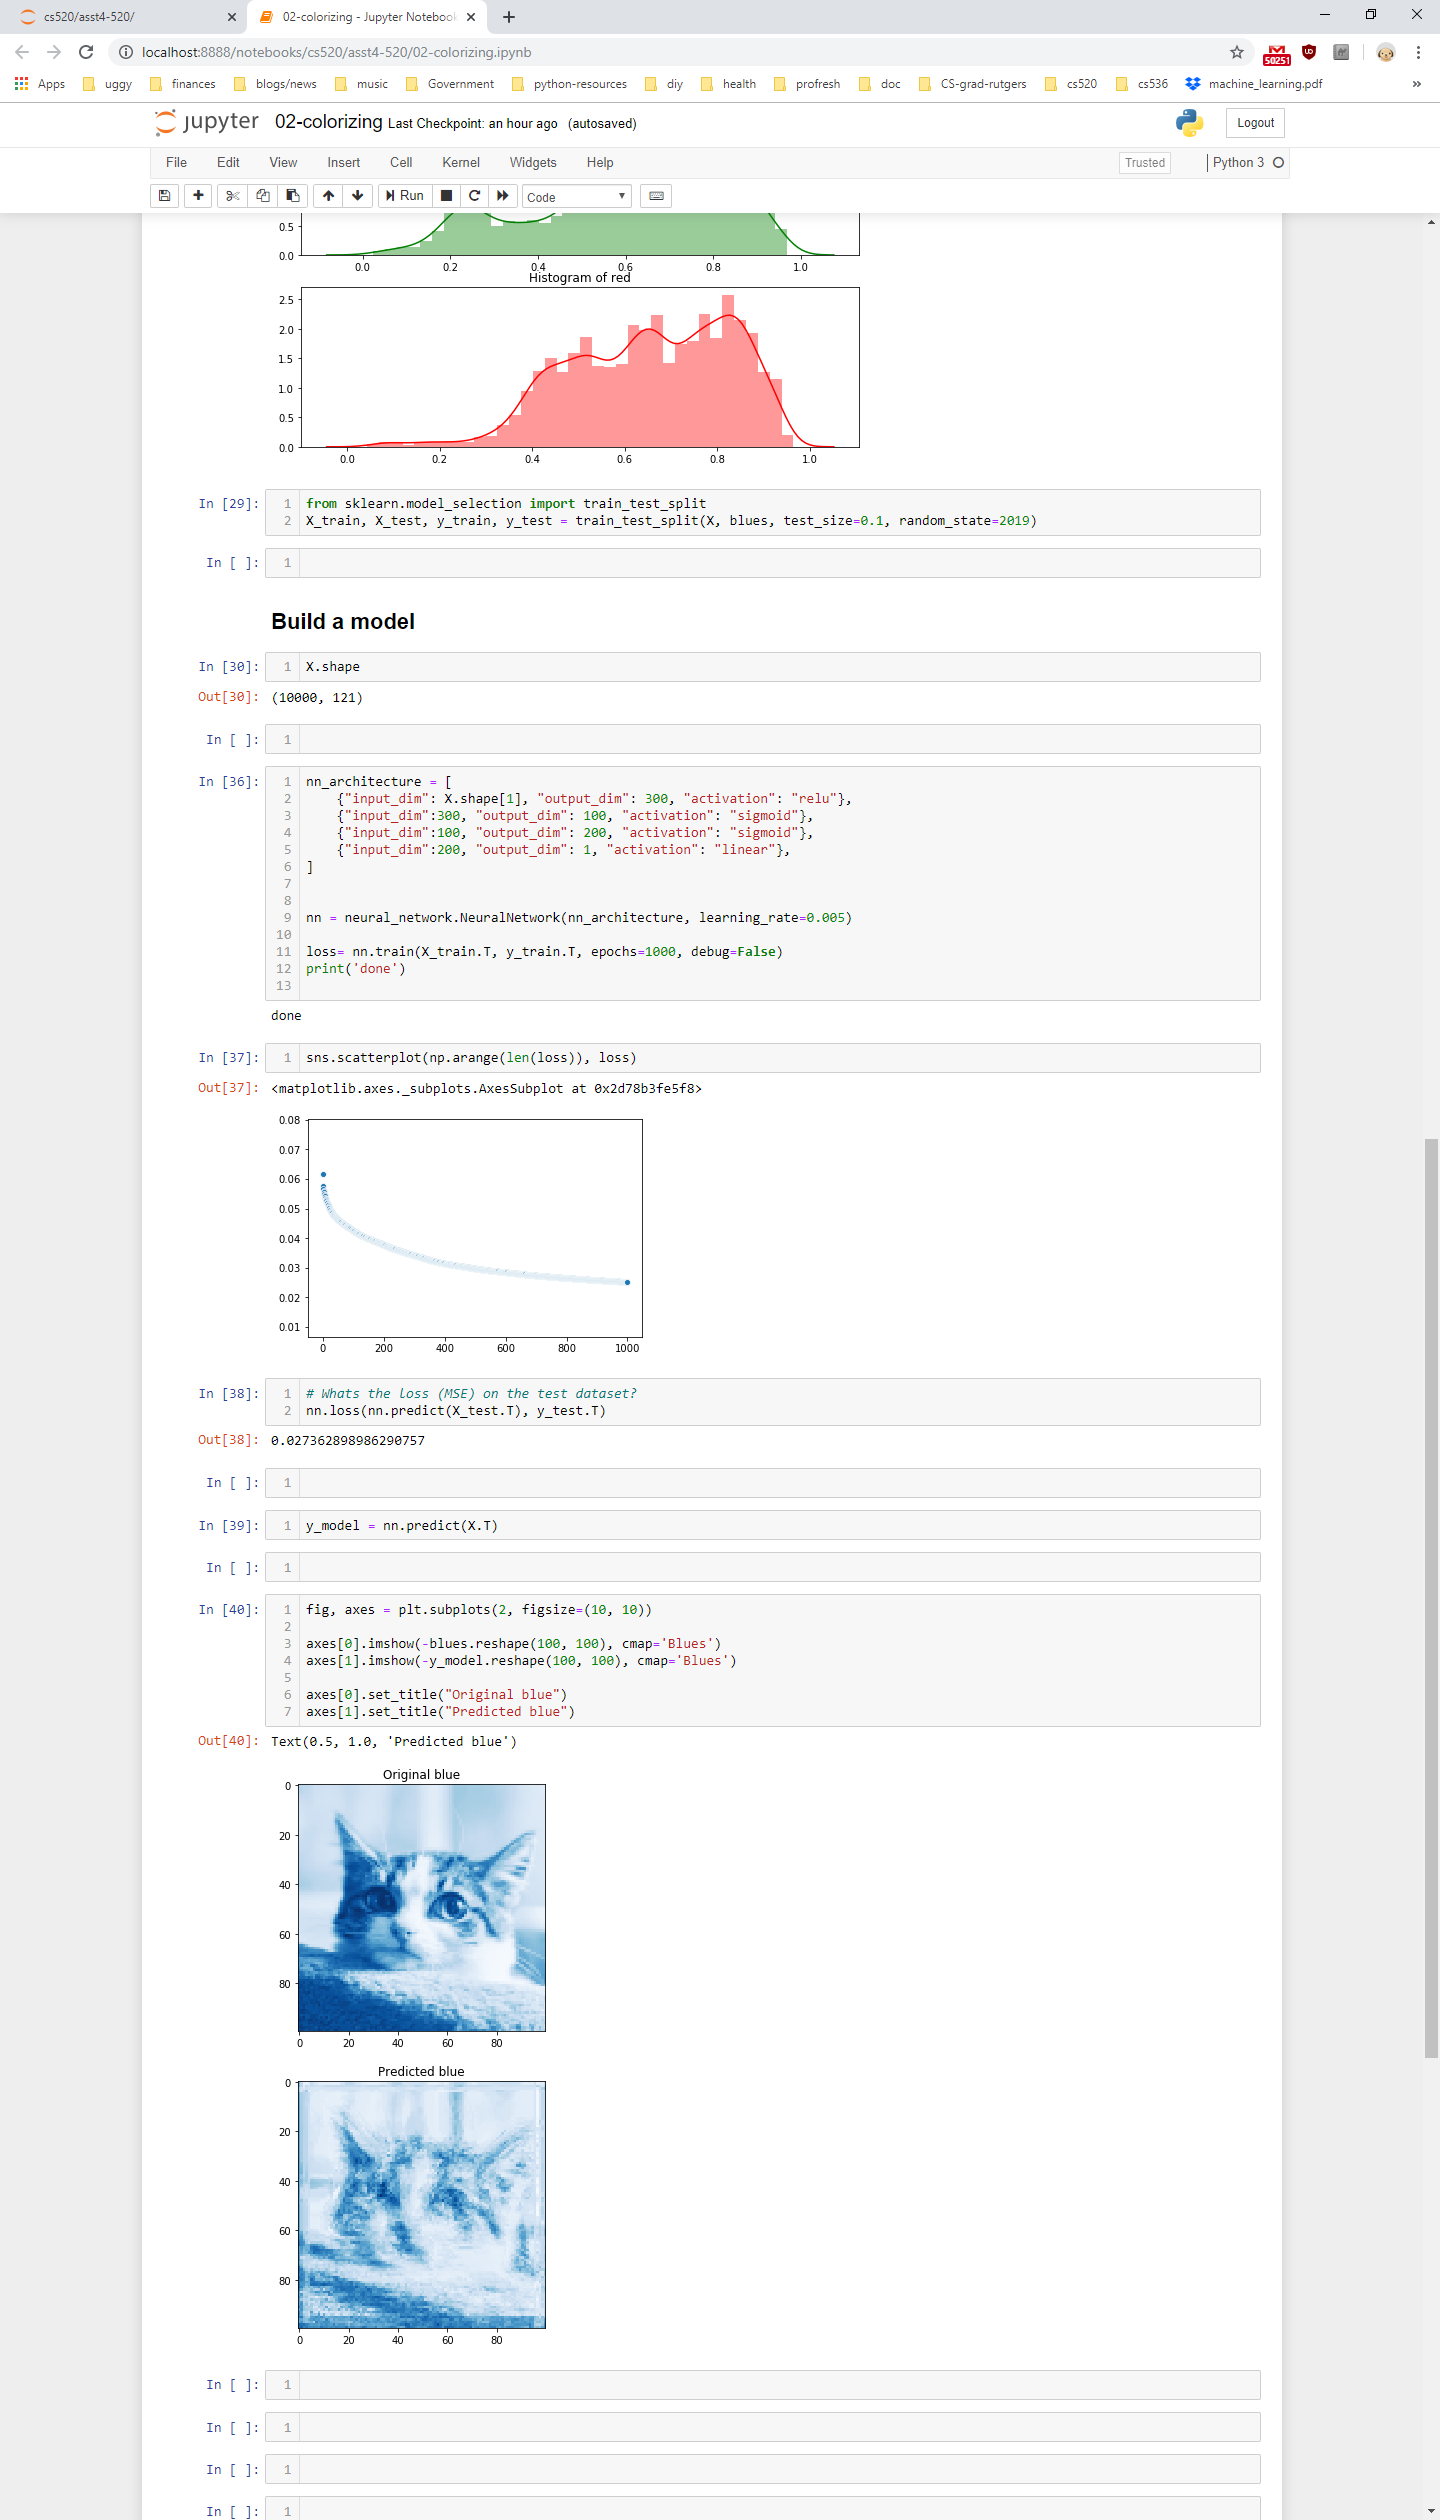 cs520/asst4-520/
02-colorizing - Jupyter Notebook
localhost:8888/notebooks/cs520/asst4-520/02-colorizing.ipynb
50251
Apps uggy finances blogs/news music Government python-resources diy health profresh doc CS-grad-rutgers cs520 cs536 machine_learning.pdf »
jupyter 02-colorizing Last Checkpoint: an hour ago (autosaved)
Logout
File Edit View Insert Cell Kernel Widgets Help
Trusted Python 3
Run Code
0.5
0.0
0.0 0.2 0.4 0.6 0.8 1.0
Histogram of red
2.5
2.0
1.5
1.0
0.5
0.0
0.0 0.2 0.4 0.6 0.8 1.0
In [29]:
1 from sklearn.model_selection import train_test_split
2 X_train, X_test, y_train, y_test = train_test_split(X, blues, test_size=0.1, random_state=2019)
In [ ]: 1
Build a model
In [30]: 1 X.shape
Out[30]: (10000, 121)
In [ ]: 1
In [36]:
1 nn_architecture = [
2     {"input_dim": X.shape[1], "output_dim": 300, "activation": "relu"},
3     {"input_dim":300, "output_dim": 100, "activation": "sigmoid"},
4     {"input_dim":100, "output_dim": 200, "activation": "sigmoid"},
5     {"input_dim":200, "output_dim": 1, "activation": "linear"},
6 ]
7
8
9 nn = neural_network.NeuralNetwork(nn_architecture, learning_rate=0.005)
10
11 loss= nn.train(X_train.T, y_train.T, epochs=1000, debug=False)
12 print('done')
13
done
In [37]: 1 sns.scatterplot(np.arange(len(loss)), loss)
Out[37]: <matplotlib.axes._subplots.AxesSubplot at 0x2d78b3fe5f8>
0.08
0.07
0.06
0.05
0.04
0.03
0.02
0.01
0 200 400 600 800 1000
In [38]:
1 # Whats the loss (MSE) on the test dataset?
2 nn.loss(nn.predict(X_test.T), y_test.T)
Out[38]: 0.027362898986290757
In [ ]: 1
In [39]: 1 y_model = nn.predict(X.T)
In [ ]: 1
In [40]:
1 fig, axes = plt.subplots(2, figsize=(10, 10))
2
3 axes[0].imshow(-blues.reshape(100, 100), cmap='Blues')
4 axes[1].imshow(-y_model.reshape(100, 100), cmap='Blues')
5
6 axes[0].set_title("Original blue")
7 axes[1].set_title("Predicted blue")
Out[40]: Text(0.5, 1.0, 'Predicted blue')
Original blue
0
20
40
60
80
0 20 40 60 80
Predicted blue
0
20
40
60
80
0 20 40 60 80
In [ ]: 1
In [ ]: 1
In [ ]: 1
In [ ]: 1